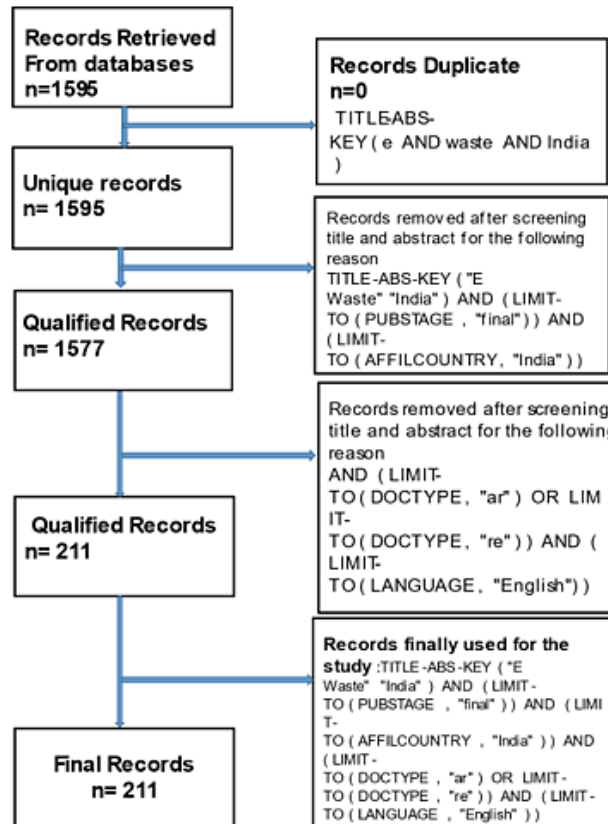 Records Retrieved
From databases
n=1595
Records Duplicate
n=0
TITLE-ABS-
KEY ( e AND waste AND India
)
Unique records
n= 1595
Records removed after screening
title and abstract for the following
reason
TITLE-ABS-KEY ( "E
Waste" "India" ) AND ( LIMIT-
TO ( PUBSTAGE , "final" ) ) AND
( LIMIT-
TO ( AFFILCOUNTRY , "India" ) )
Qualified Records
n= 1577
Records removed after screening
title and abstract for the following
reason
AND ( LIMIT-
TO ( DOCTYPE , "ar" ) OR LIM
IT-
TO ( DOCTYPE , "re" ) ) AND (
LIMIT-
TO ( LANGUAGE , "English" ) )
Qualified Records
n= 211
Records finally used for the
study :TITLE-ABS-KEY ( "E
Waste" "India" ) AND ( LIMIT-
TO ( PUBSTAGE , "final" ) ) AND ( LIMI
T-
TO ( AFFILCOUNTRY , "India" ) ) AND
( LIMIT-
TO ( DOCTYPE , "ar" ) OR LIMIT-
TO ( DOCTYPE , "re" ) ) AND ( LIMIT-
TO ( LANGUAGE , "English" ) )
Final Records
n= 211